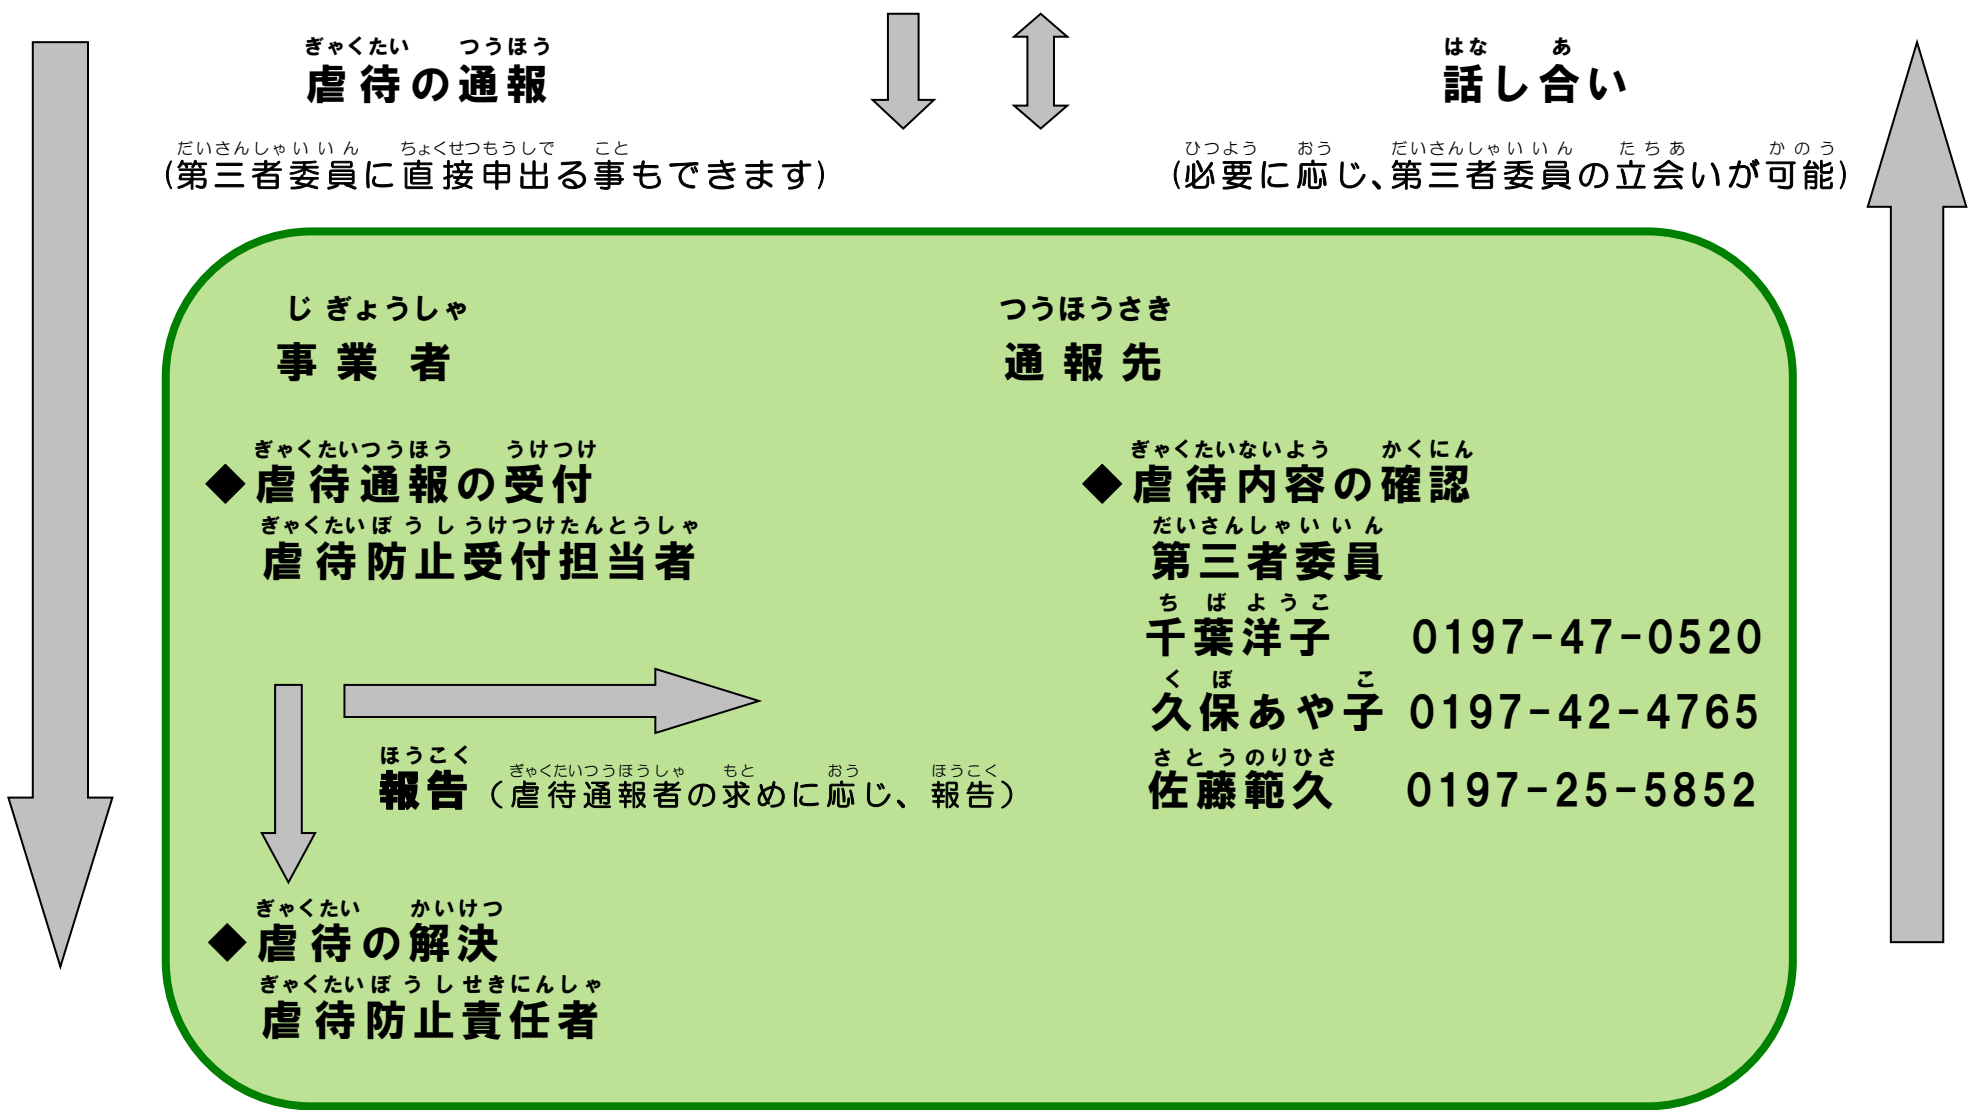 ぎゃくたい つうほう
虐待の通報
はな あ
話し合い
だいさんしゃいいん ちょくせつもうしで こと
(第三者委員に直接申出る事もできます)
ひつよう おう だいさんしゃいいん たちあ かのう
(必要に応じ、第三者委員の立会いが可能)
じぎょうしゃ
事業者
つうほうさき
通報先
ぎゃくたいつうほう うけつけ
◆虐待通報の受付
ぎゃくたいぼうしうけつけたんとうしゃ
虐待防止受付担当者
ぎゃくたいないよう かくにん
◆虐待内容の確認
だいさんしゃいいん
第三者委員
ちばようこ
千葉洋子 0197-47-0520
くぼ こ
久保あや子 0197-42-4765
さとうのりひさ
佐藤範久 0197-25-5852
ほうこく ぎゃくたいつうほうしゃ もと おう ほうこく
報告（虐待通報者の求めに応じ、報告）
ぎゃくたい かいけつ
◆虐待の解決
ぎゃくたいぼうしせきにんしゃ
虐待防止責任者